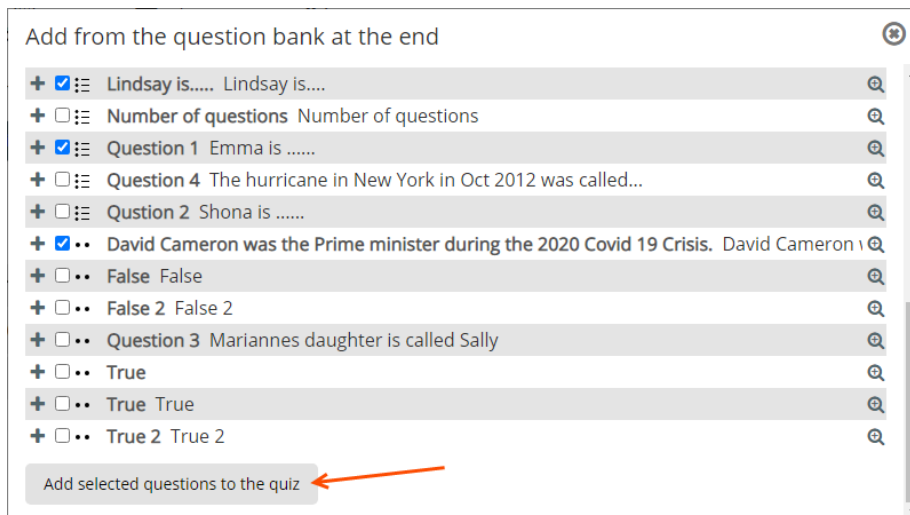 Add from the question bank at the end
Lindsay is..... Lindsay is....
Number of questions Number of questions
Question 1 Emma is ......
Question 4 The hurricane in New York in Oct 2012 was called...
Qustion 2 Shona is ......
David Cameron was the Prime minister during the 2020 Covid 19 Crisis. David Cameron
False False
False 2 False 2
Question 3 Mariannes daughter is called Sally
True
True True
True 2 True 2
Add selected questions to the quiz